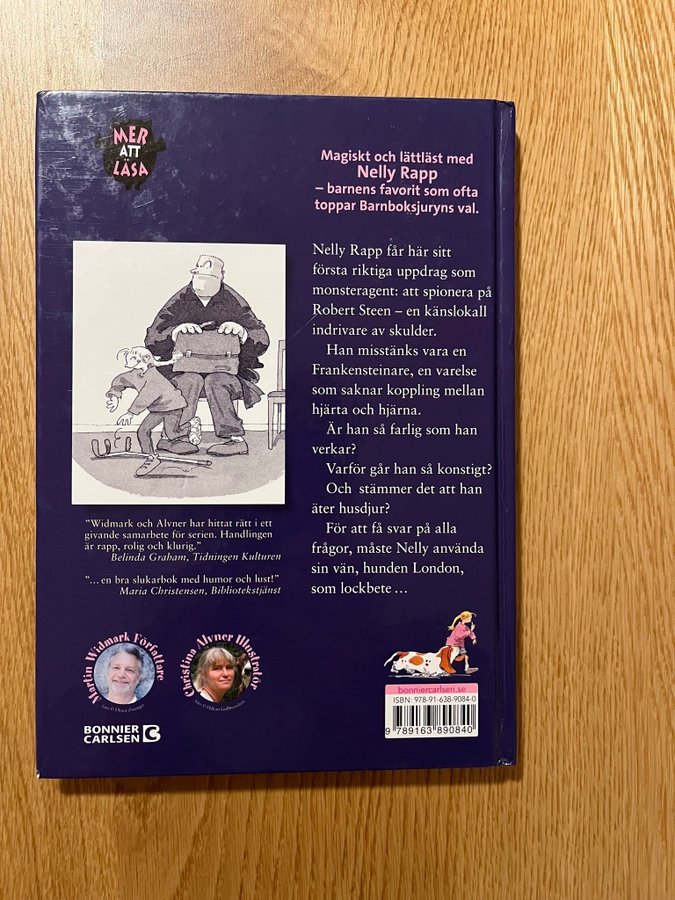 MER
ATT
LÄSA
Magiskt och lättläst med
Nelly Rapp
– barnens favorit som ofta
toppar Barnboksjuryns val.
Nelly Rapp får här sitt
första riktiga uppdrag som
monsteragent: att spionera på
Robert Steen – en känslokall
indrivare av skulder.
Han misstänks vara en
Frankensteinare, en varelse
som saknar koppling mellan
hjärta och hjärna.
Är han så farlig som han
verkar?
Varför går han så konstigt?
Och stämmer det att han
äter husdjur?
För att få svar på alla
frågor, måste Nelly använda
sin vän, hunden London,
som lockbete …
”Widmark och Alvner har hittat rätt i ett
givande samarbete för serien. Handlingen
är rapp, rolig och klurig.”
Belinda Graham, Tidningen Kulturen
”… en bra slukarbok med humor och lust!”
Maria Christensen, Bibliotekstjänst
Martin Widmark Författare
Christina Alvner Illustratör
BONNIER
CARLSEN
bonniercarlsen.se
ISBN: 978-91-638-9084-0
9 789163 890840